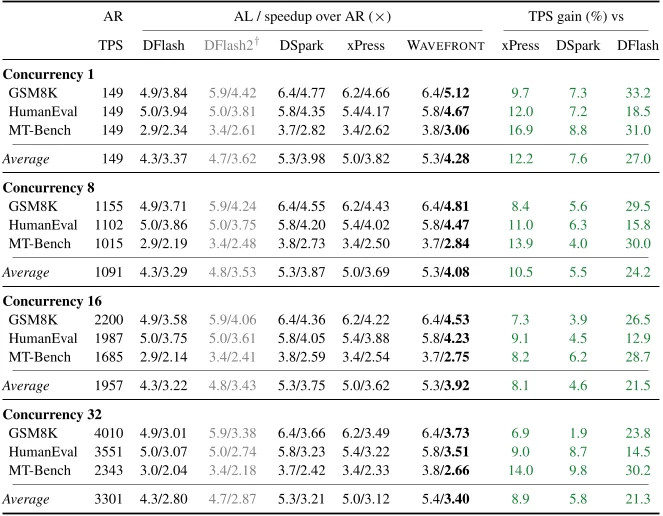 AR AL / speedup over AR (×) TPS gain (%) vs
TPS DFlash DFlash2† DSpark xPress WAVEFRONT xPress DSpark DFlash
Concurrency 1
GSM8K 149 4.9/3.84 5.9/4.42 6.4/4.77 6.2/4.66 6.4/5.12 9.7 7.3 33.2
HumanEval 149 5.0/3.94 5.0/3.81 5.8/4.35 5.4/4.17 5.8/4.67 12.0 7.2 18.5
MT-Bench 149 2.9/2.34 3.4/2.61 3.7/2.82 3.4/2.62 3.8/3.06 16.9 8.8 31.0
Average 149 4.3/3.37 4.7/3.62 5.3/3.98 5.0/3.82 5.3/4.28 12.2 7.6 27.0
Concurrency 8
GSM8K 1155 4.9/3.71 5.9/4.24 6.4/4.55 6.2/4.43 6.4/4.81 8.4 5.6 29.5
HumanEval 1102 5.0/3.86 5.0/3.75 5.8/4.20 5.4/4.02 5.8/4.47 11.0 6.3 15.8
MT-Bench 1015 2.9/2.19 3.4/2.48 3.8/2.73 3.4/2.50 3.7/2.84 13.9 4.0 30.0
Average 1091 4.3/3.29 4.8/3.53 5.3/3.87 5.0/3.69 5.3/4.08 10.5 5.5 24.2
Concurrency 16
GSM8K 2200 4.9/3.58 5.9/4.06 6.4/4.36 6.2/4.22 6.4/4.53 7.3 3.9 26.5
HumanEval 1987 5.0/3.75 5.0/3.61 5.8/4.05 5.4/3.88 5.8/4.23 9.1 4.5 12.9
MT-Bench 1685 2.9/2.14 3.4/2.41 3.8/2.59 3.4/2.54 3.7/2.75 8.2 6.2 28.7
Average 1957 4.3/3.22 4.8/3.43 5.3/3.75 5.0/3.62 5.3/3.92 8.1 4.6 21.5
Concurrency 32
GSM8K 4010 4.9/3.01 5.9/3.38 6.4/3.66 6.2/3.49 6.4/3.73 6.9 1.9 23.8
HumanEval 3551 5.0/3.07 5.0/2.74 5.8/3.23 5.4/3.22 5.8/3.51 9.0 8.7 14.5
MT-Bench 2343 3.0/2.04 3.4/2.18 3.7/2.42 3.4/2.33 3.8/2.66 14.0 9.8 30.2
Average 3301 4.3/2.80 4.7/2.87 5.3/3.21 5.0/3.12 5.4/3.40 8.9 5.8 21.3